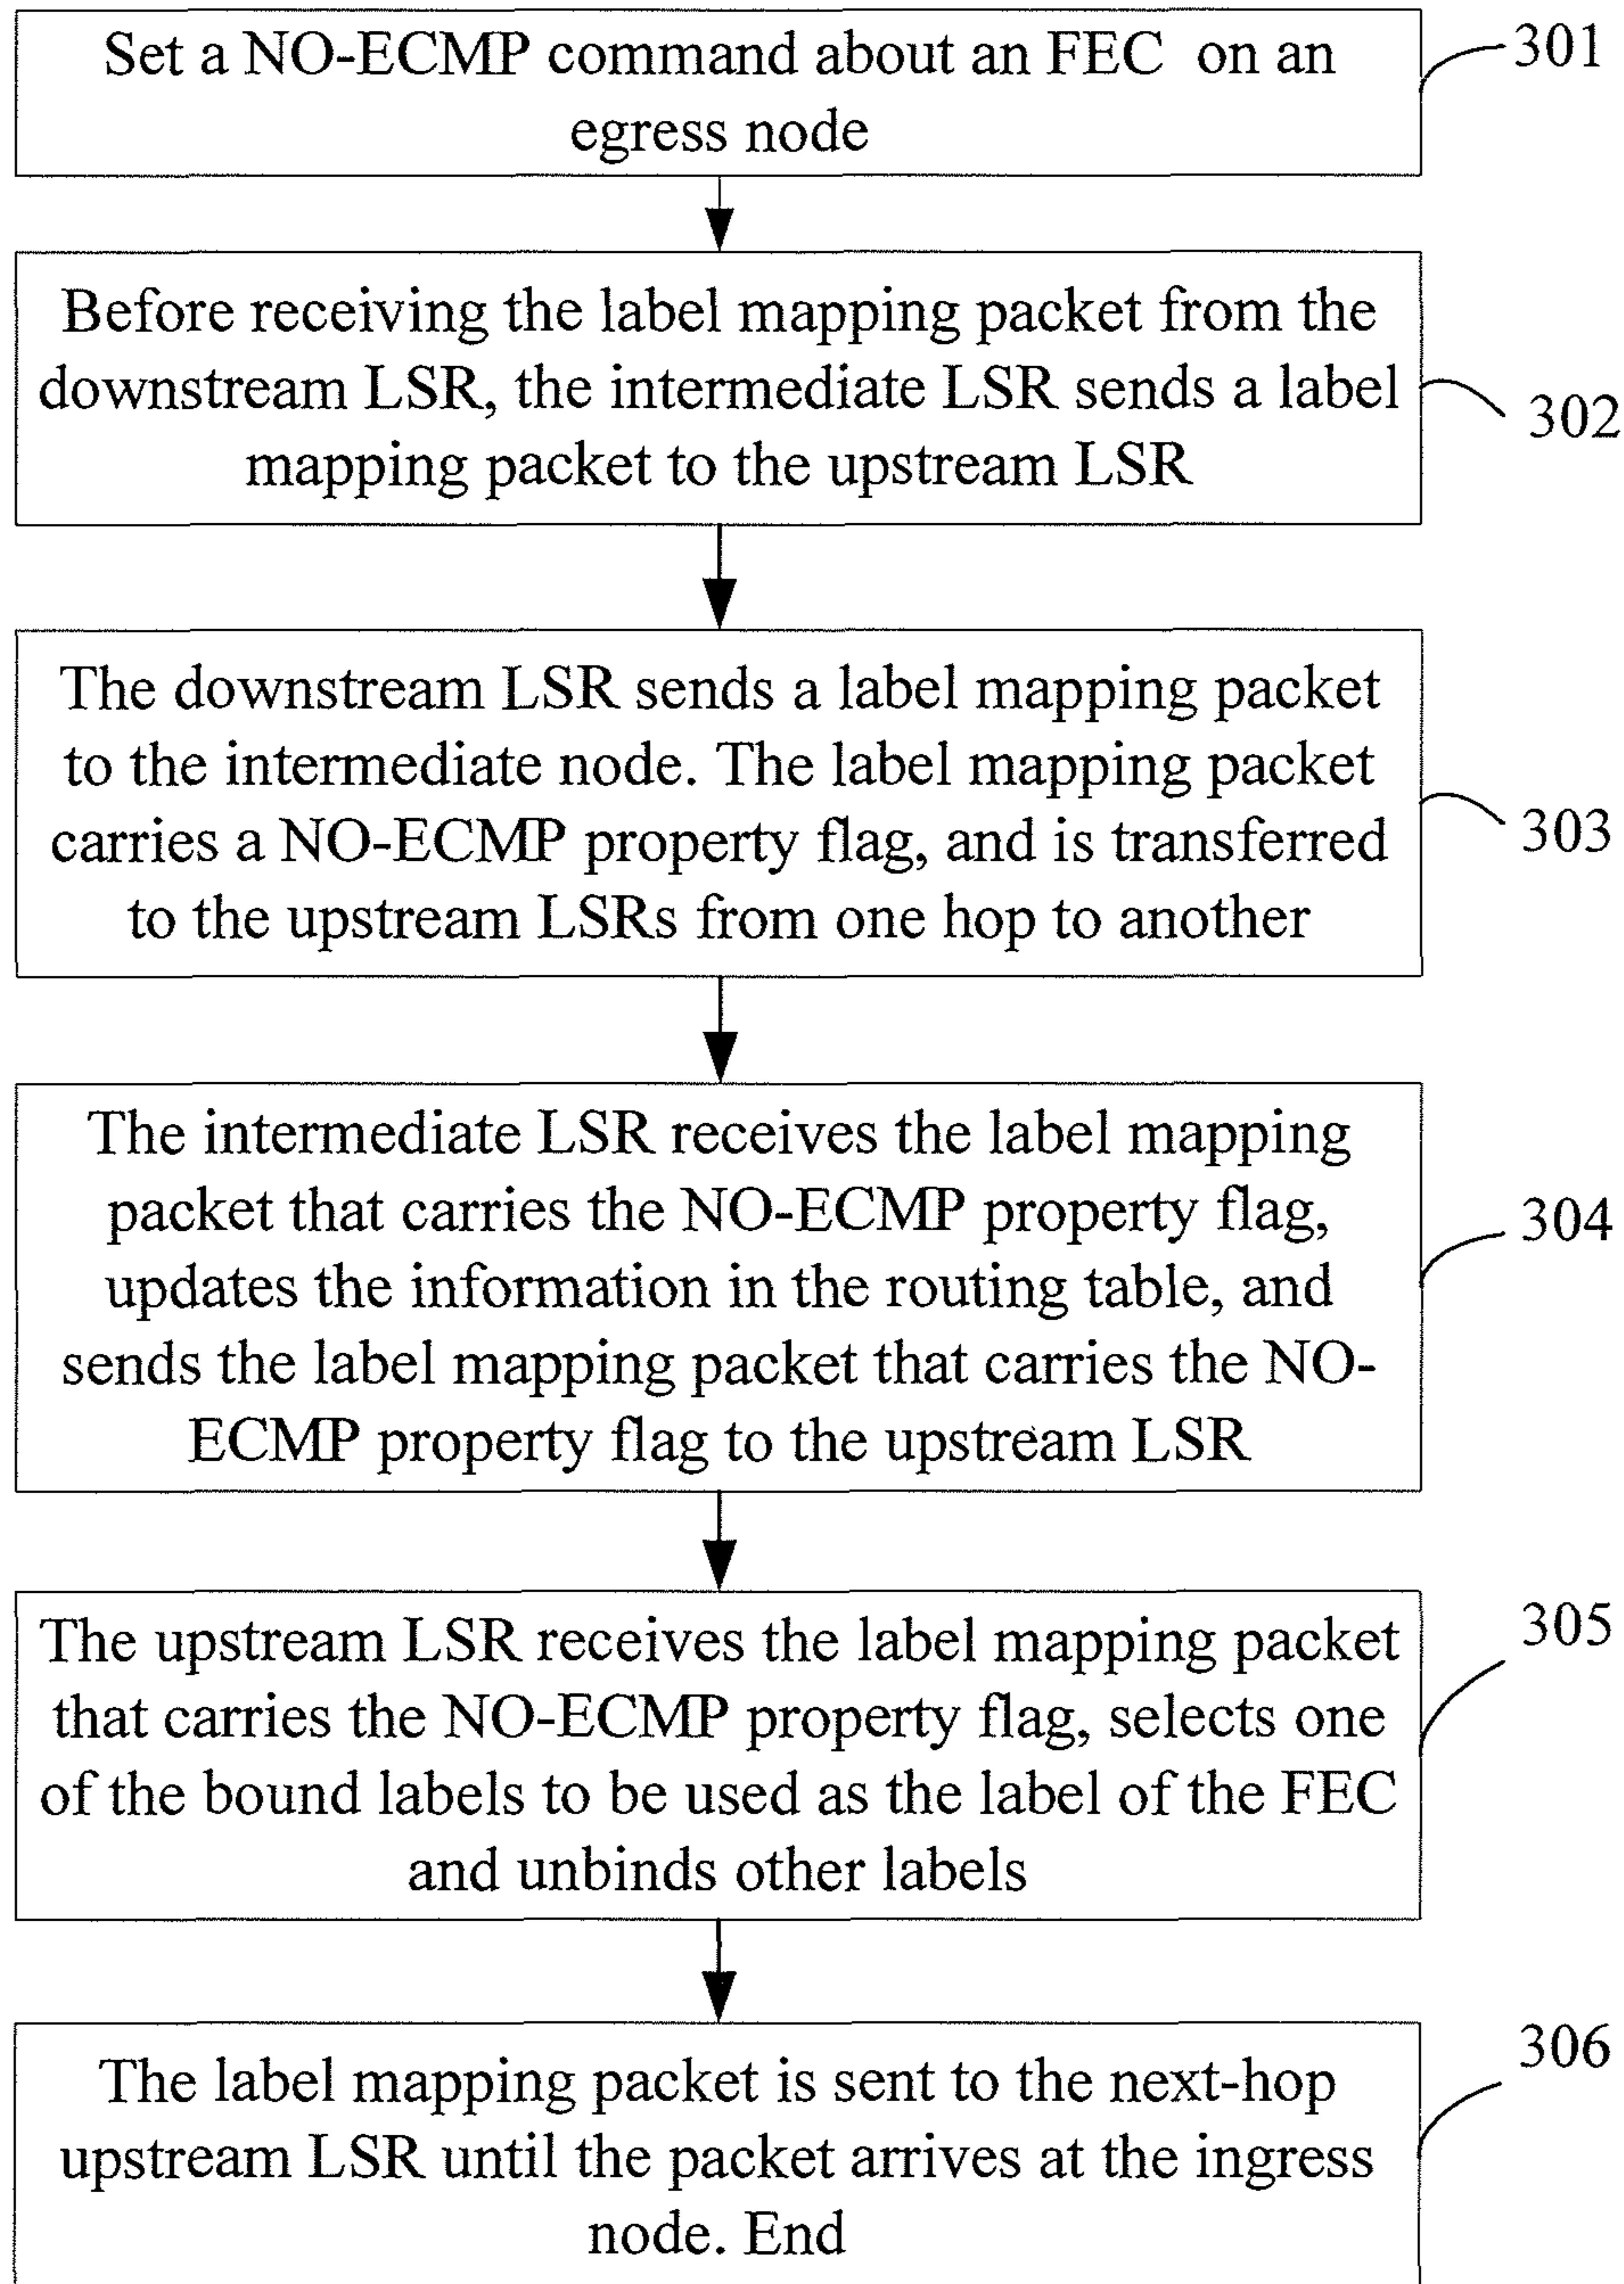 Set a NO-ECMP command about an FEC on an
egress node
301
Before receiving the label mapping packet from the
downstream LSR, the intermediate LSR sends a label
mapping packet to the upstream LSR
302
The downstream LSR sends a label mapping packet
to the intermediate node. The label mapping packet
carries a NO-ECMP property flag, and is transferred
to the upstream LSRs from one hop to another
303
The intermediate LSR receives the label mapping
packet that carries the NO-ECMP property flag,
updates the information in the routing table, and
sends the label mapping packet that carries the NO-
ECMP property flag to the upstream LSR
304
The upstream LSR receives the label mapping packet
that carries the NO-ECMP property flag, selects one
of the bound labels to be used as the label of the FEC
and unbinds other labels
305
The label mapping packet is sent to the next-hop
upstream LSR until the packet arrives at the ingress
node. End
306